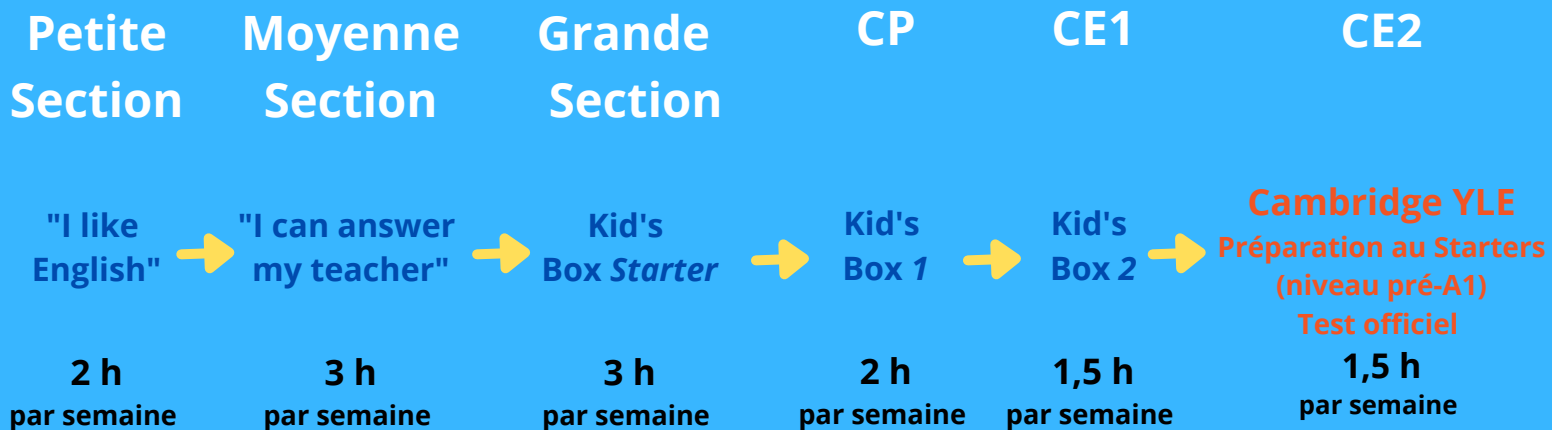 Petite
Section
Moyenne
Section
Grande
Section
CP
CE1
CE2
"I like
English"
"I can answer
my teacher"
Kid's
Box Starter
Kid's
Box 1
Kid's
Box 2
Cambridge YLE
Préparation au Starters
(niveau pré-A1)
Test officiel
2 h
par semaine
3 h
par semaine
3 h
par semaine
2 h
par semaine
1,5 h
par semaine
1,5 h
par semaine